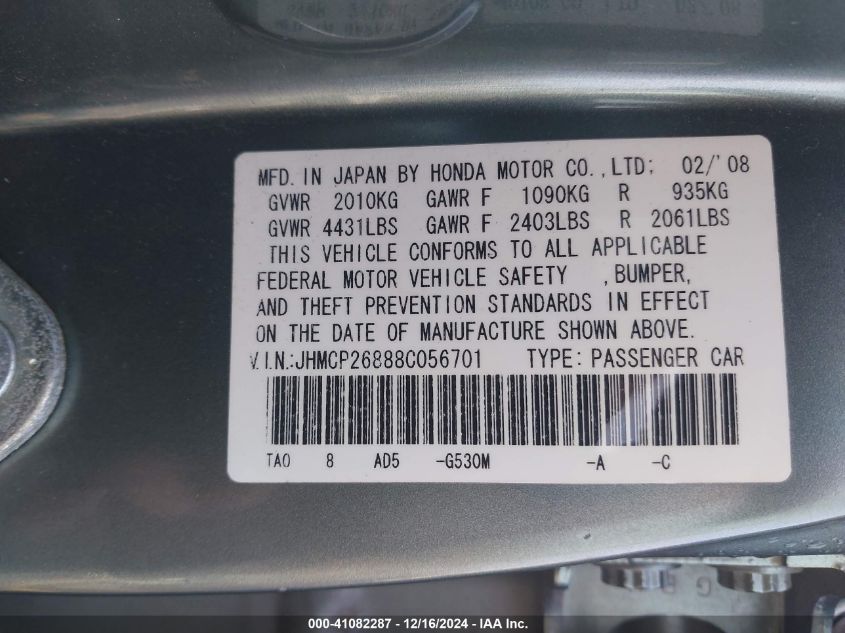 MFD. IN JAPAN BY HONDA MOTOR CO., LTD; 02/'08
GVWR 2010KG GAWR F 1090KG R 935KG
GVWR 4431LBS GAWR F 2403LBS R 2061LBS
THIS VEHICLE CONFORMS TO ALL APPLICABLE
FEDERAL MOTOR VEHICLE SAFETY ,BUMPER,
AND THEFT PREVENTION STANDARDS IN EFFECT
ON THE DATE OF MANUFACTURE SHOWN ABOVE.
V.I.N.:JHMCP26888C056701 TYPE: PASSENGER CAR
TA0 8 AD5 -G530M -A -C
000-41082287 - 12/16/2024 - IAA Inc.